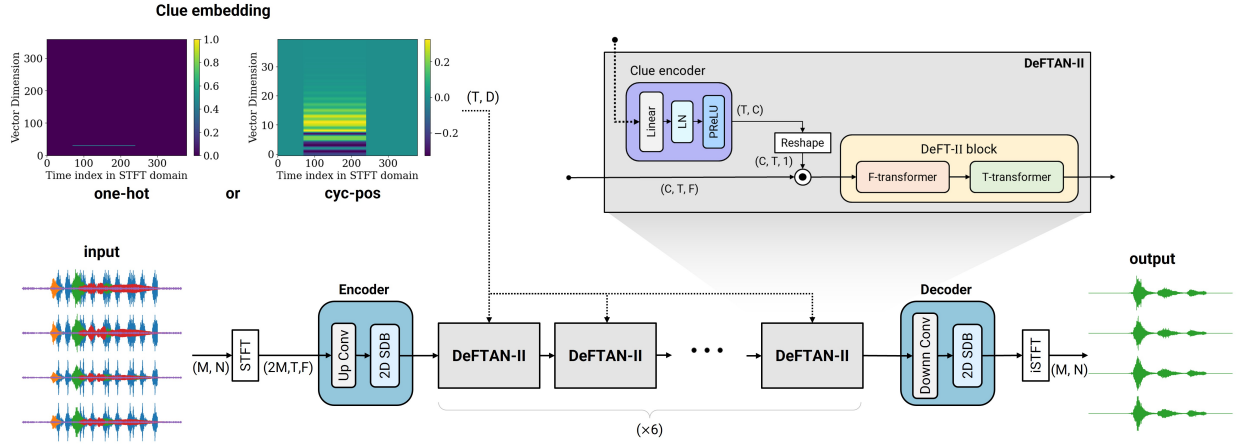 Clue embedding
Vector Dimension
300
200
100
0
0 100 200 300
Time index in STFT domain
1.0
0.8
0.6
0.4
0.2
0.0
one-hot
or
Vector Dimension
30
20
10
0
0 100 200 300
Time index in STFT domain
0.2
0.0
−0.2
cyc-pos
(T, D)
DeFTAN-II
Clue encoder
Linear
LN
PReLU
(T, C)
Reshape
(C, T, 1)
(C, T, F)
DeFT-II block
F-transformer
T-transformer
input
(M, N)
STFT
(2M,T,F)
Encoder
Up Conv
2D SDB
DeFTAN-II
DeFTAN-II
DeFTAN-II
(×6)
Decoder
Downn Conv
2D SDB
iSTFT
(M, N)
output